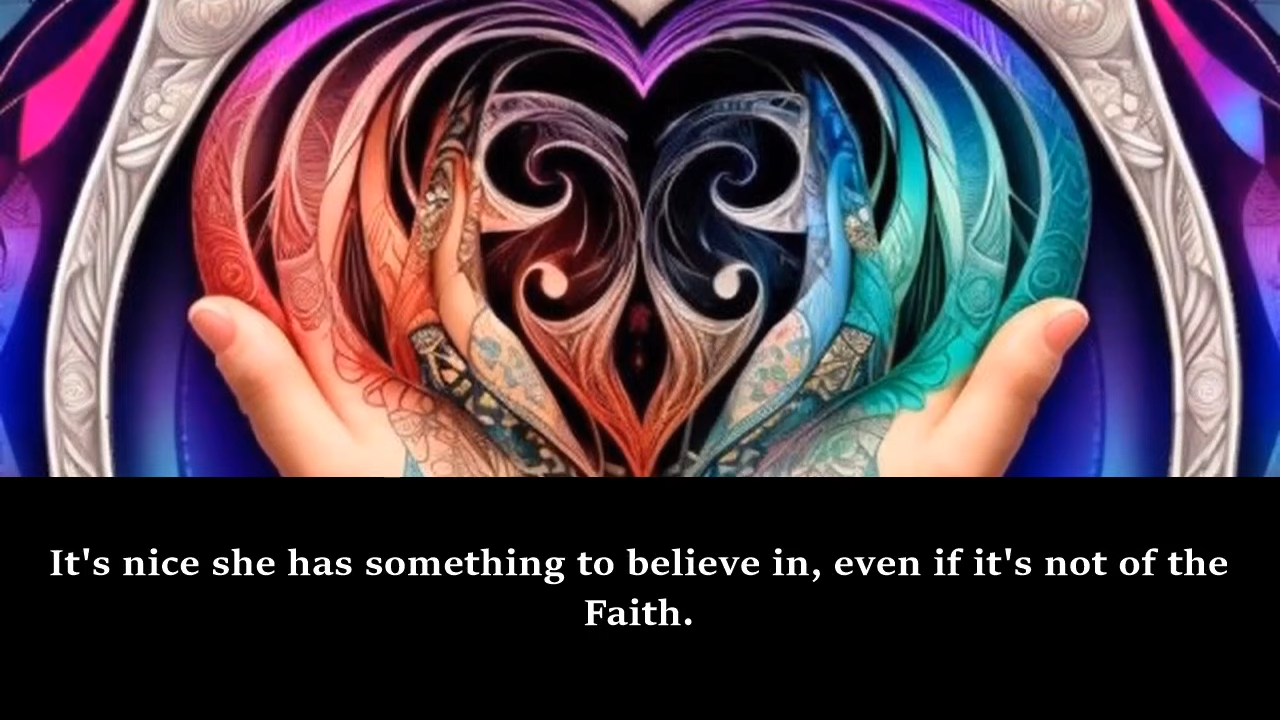 It's nice she has something to believe in, even if it's not of the
Faith.